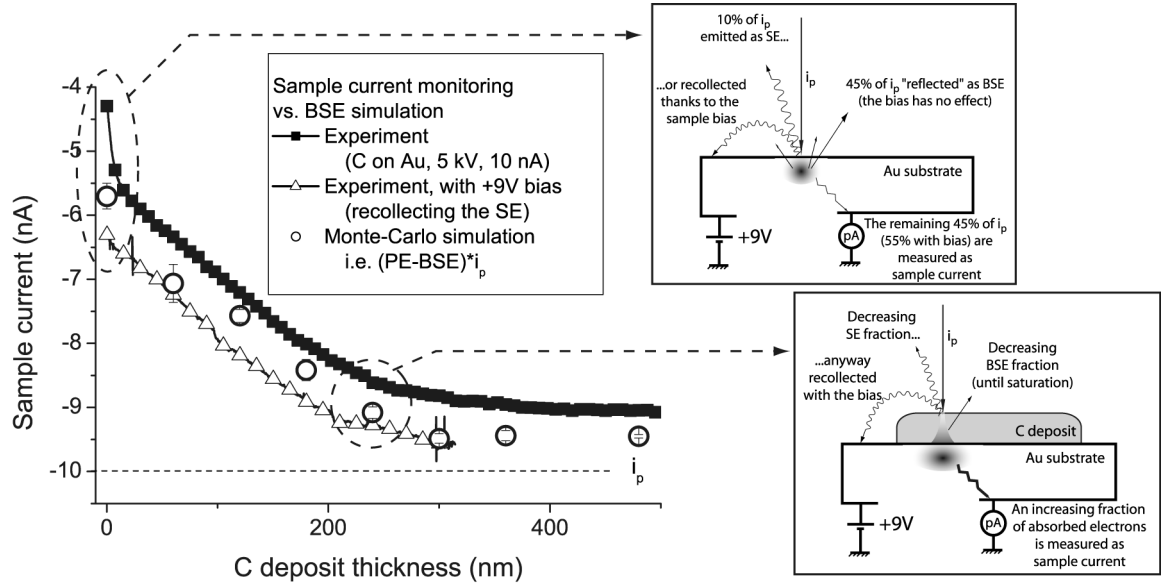 Sample current (nA)
-4
-5
-6
-7
-8
-9
-10
0
200
400
C deposit thickness (nm)
Sample current monitoring
vs. BSE simulation
Experiment
(C on Au, 5 kV, 10 nA)
Experiment, with +9V bias
(recollecting the SE)
Monte-Carlo simulation
i.e. (PE-BSE)*ip
ip
10% of ip
emitted as SE...
ip
...or recollected
thanks to the
sample bias
45% of ip "reflected" as BSE
(the bias has no effect)
Au substrate
+9V
pA
The remaining 45% of ip
(55% with bias) are
measured as
sample current
Decreasing
SE fraction...
ip
...anyway
recollected
with the bias
Decreasing
BSE fraction
(until saturation)
C deposit
Au substrate
+9V
pA
An increasing fraction
of absorbed electrons
is measured as
sample current